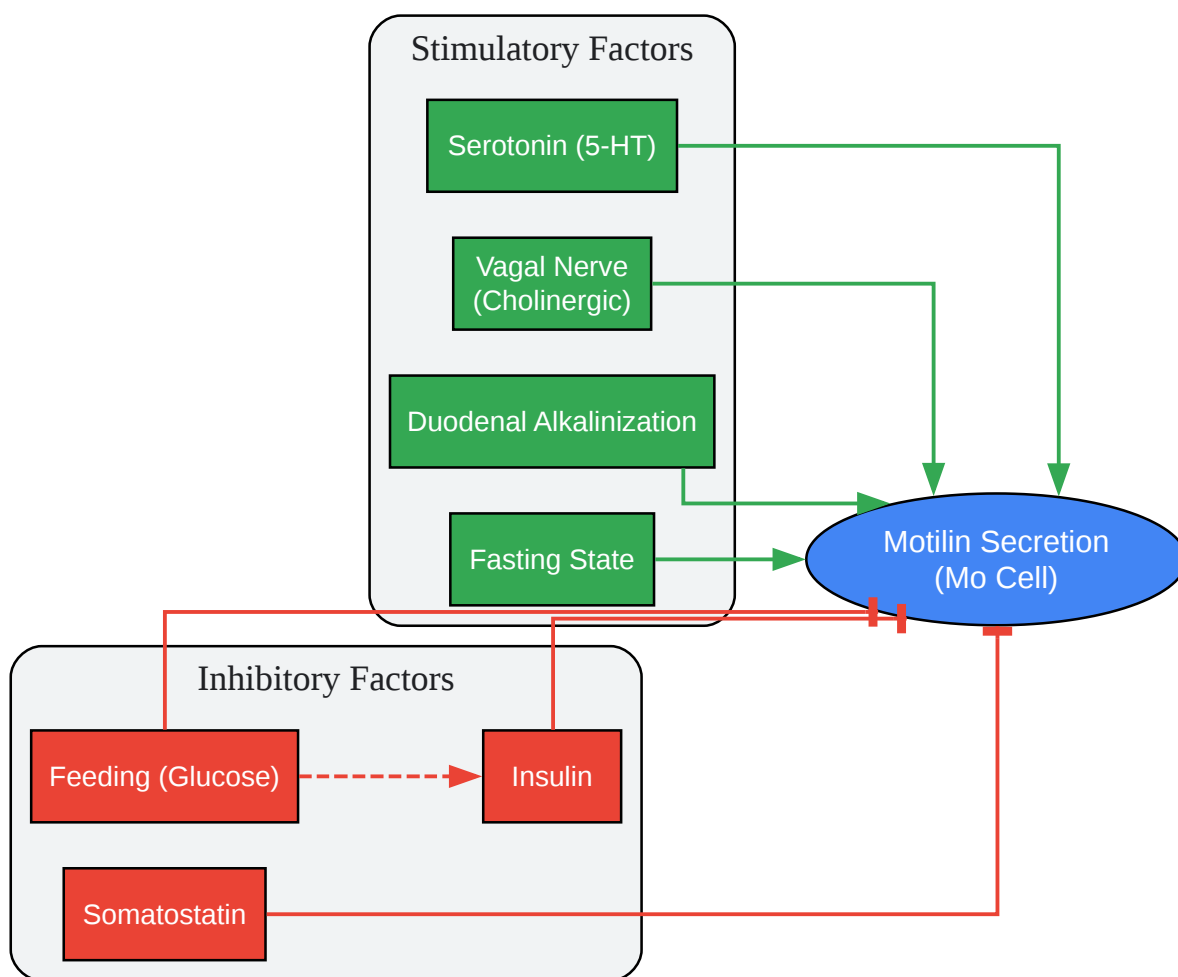 Stimulatory Factors
Serotonin (5-HT)
Vagal Nerve
(Cholinergic)
Duodenal Alkalinization
Fasting State
Motilin Secretion
(Mo Cell)
Inhibitory Factors
Feeding (Glucose)
Insulin
Somatostatin